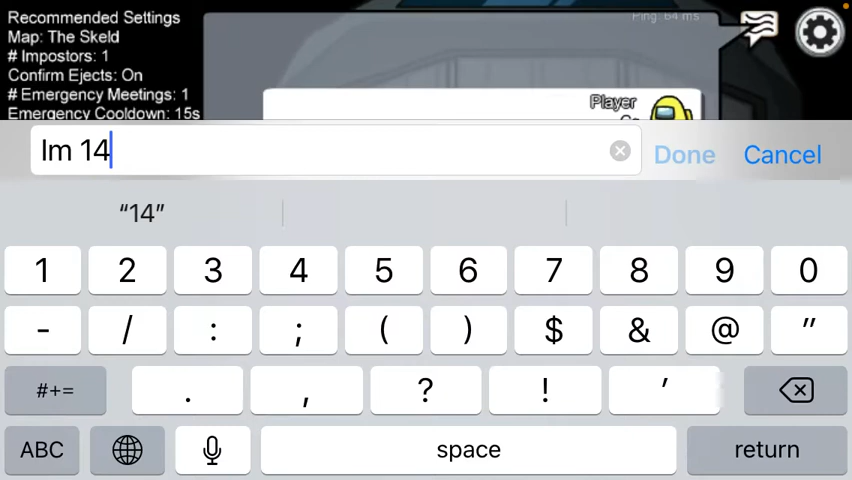 Recommended Settings
Map: The Skeld
# Impostors: 1
Confirm Ejects: On
# Emergency Meetings: 1
Emergency Cooldown: 15s
Ping: 64 ms
Player
Im 14
Done
Cancel
“14”
1 2 3 4 5 6 7 8 9 0
- / : ; ( ) $ & @ "
#+= . , ? ! '
ABC space return